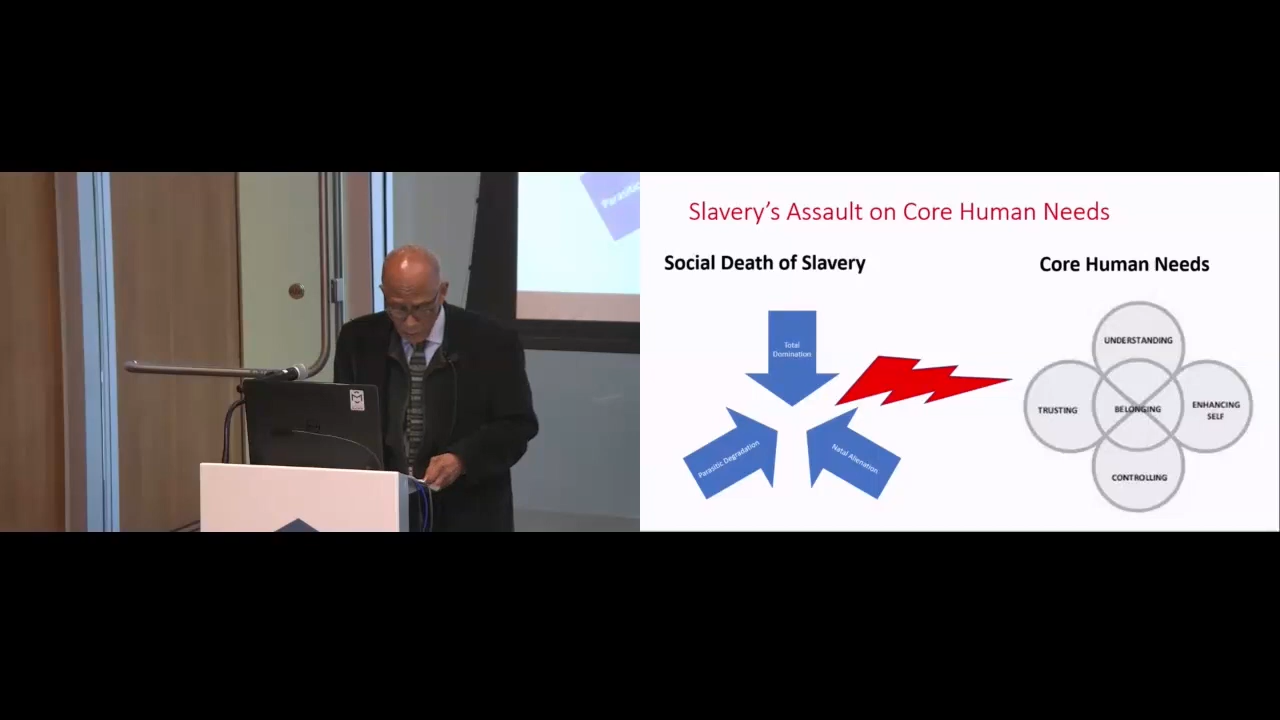 Parasitic
Slavery's Assault on Core Human Needs
Social Death of Slavery
Core Human Needs
Total
Domination
Parasitic Degradation
Natal Alienation
UNDERSTANDING
TRUSTING
BELONGING
ENHANCING
SELF
CONTROLLING